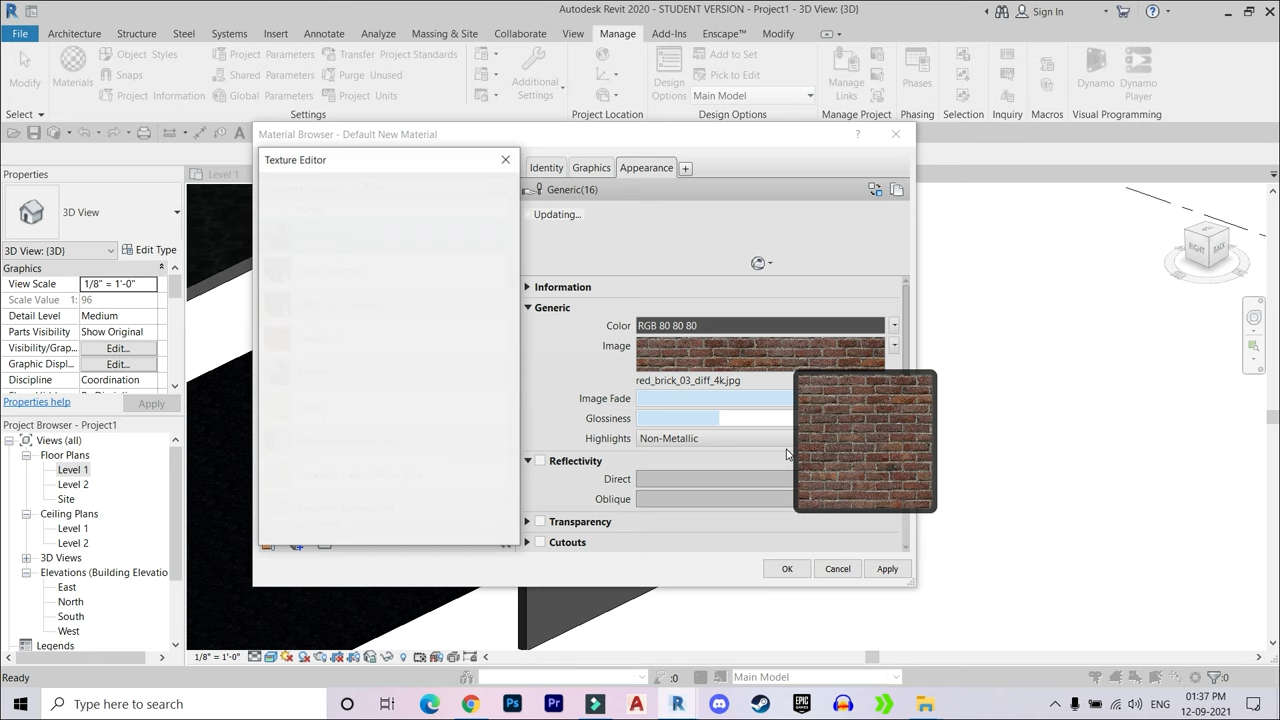 Autodesk Revit 2020 - STUDENT VERSION - Project1 - 3D View: {3D}
Sign In
File Architecture Structure Steel Systems Insert Annotate Analyze Massing & Site Collaborate View Manage Add-Ins Enscape™ Modify
Modify
Materials
Object Styles
Snaps
Project Information
Project Parameters
Shared Parameters
Global Parameters
Transfer Project Standards
Purge Unused
Project Units
Additional Settings
Design Options
Add to Set
Pick to Edit
Main Model
Manage Links
Phases
Dynamo
Dynamo Player
Select
Settings
Project Location
Design Options
Manage Project
Phasing
Selection
Inquiry
Macros
Visual Programming
Properties
3D View
3D View: {3D}
Edit Type
Graphics
View Scale 1/8" = 1'-0"
Scale Value 1: 96
Detail Level Medium
Parts Visibility Show Original
Visibility/Grap... Edit...
Graphic Displ... Edit...
Discipline Coordination
Properties help
Apply
Project Browser - Project1
Views (all)
Floor Plans
Level 1
Level 2
Site
Ceiling Plans
Level 1
Level 2
3D Views
Elevations (Building Elevatio
East
North
South
West
Legends
Level 1
Material Browser - Default New Material
?
Texture Editor
Identity Graphics Appearance
Generic(16)
Updating...
Information
Generic
Color RGB 80 80 80
Image
red_brick_03_diff_4k.jpg
Image Fade
Glossiness
Highlights Non-Metallic
Reflectivity
Direct
Oblique
Transparency
Cutouts
OK Cancel Apply
RIGHT BACK
1/8" = 1'-0"
Ready
:0
Main Model
:0
Type here to search
ENG
01:37 PM
12-09-2021